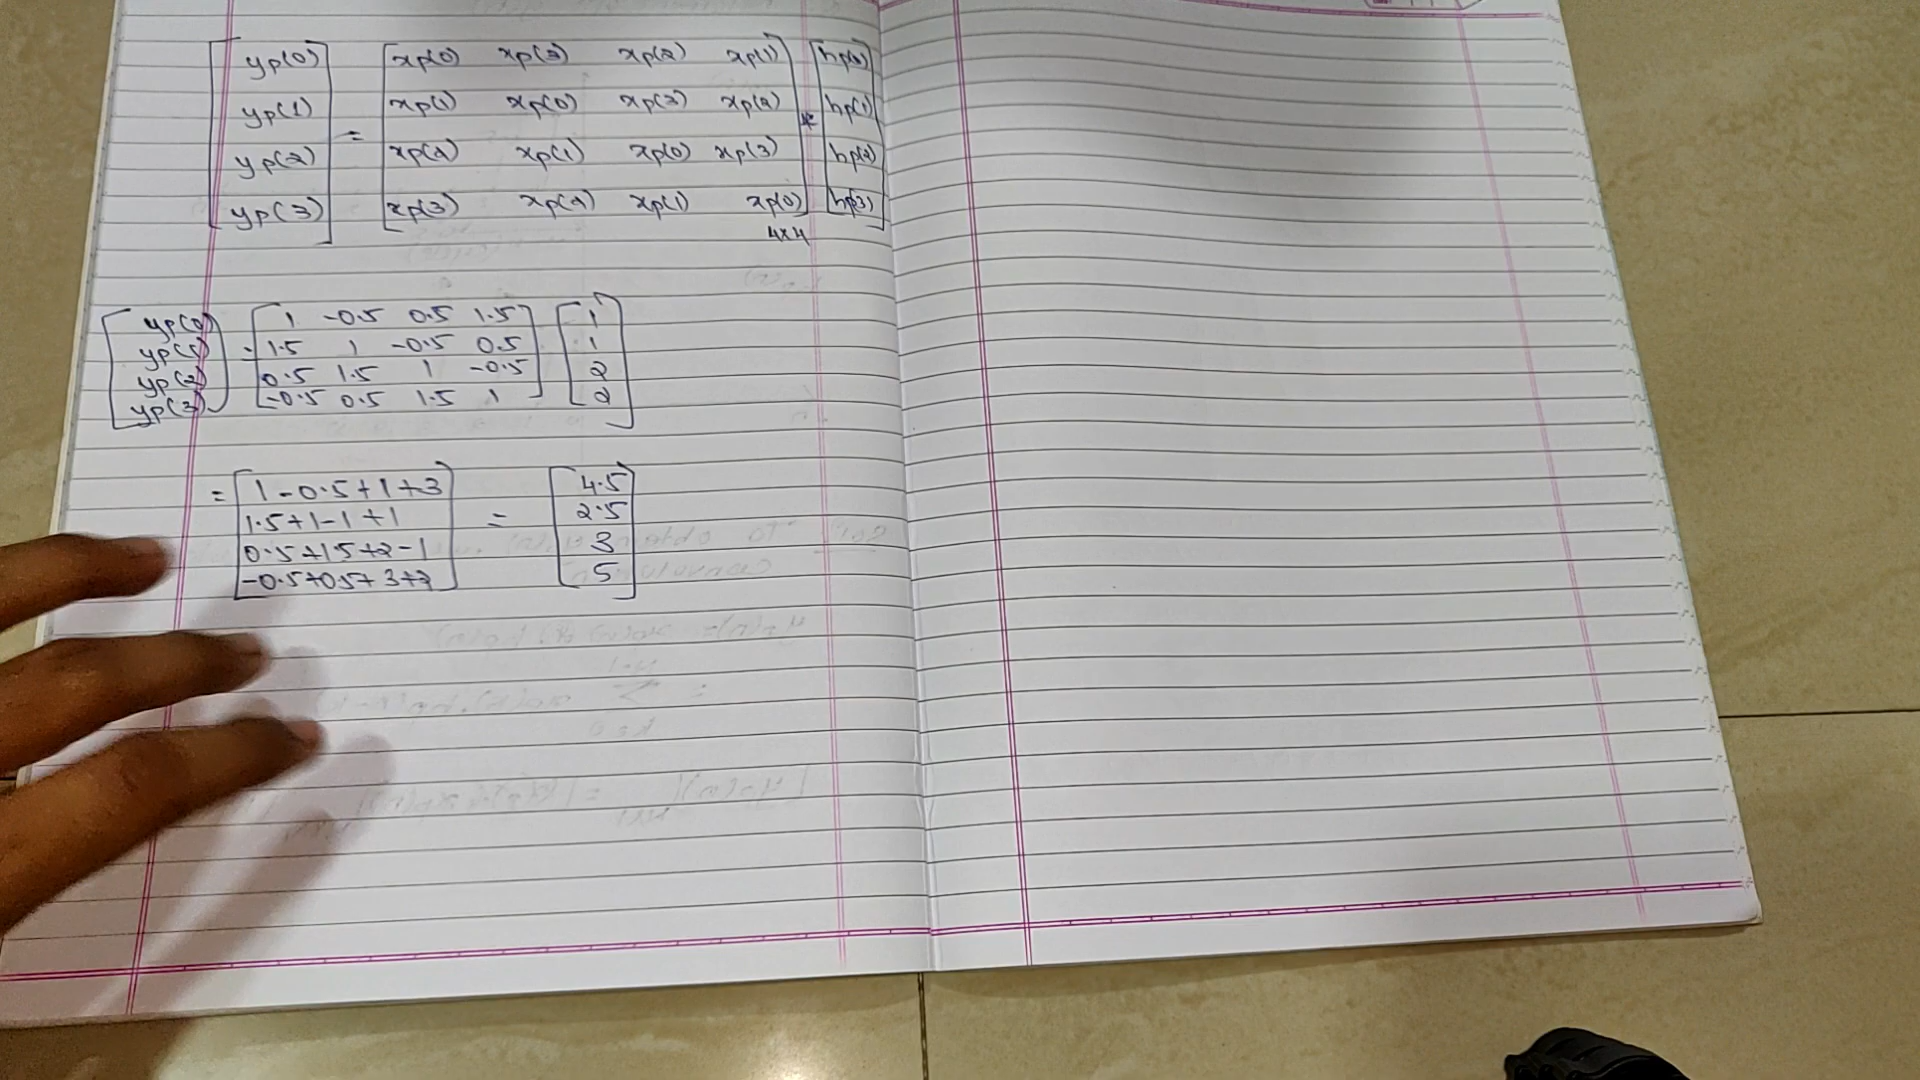 [yp(0)] [xp(0) xp(3) xp(2) xp(1)] [hp(0)]
[yp(1)] = [xp(1) xp(0) xp(3) xp(2)] * [hp(1)]
[yp(2)] [xp(2) xp(1) xp(0) xp(3)] [hp(2)]
[yp(3)] [xp(3) xp(2) xp(1) xp(0)] [hp(3)]
4x4
[yp(0)] [1 -0.5 0.5 1.5] [1]
[yp(1)] = [1.5 1 -0.5 0.5] [1]
[yp(2)] [0.5 1.5 1 -0.5] [2]
[yp(3)] [-0.5 0.5 1.5 1] [2]
= [1-0.5+1+3] [4.5]
[1.5+1-1+1] = [2.5]
[0.5+1.5+2-1] [3]
[-0.5+0.5+3+2] [5]